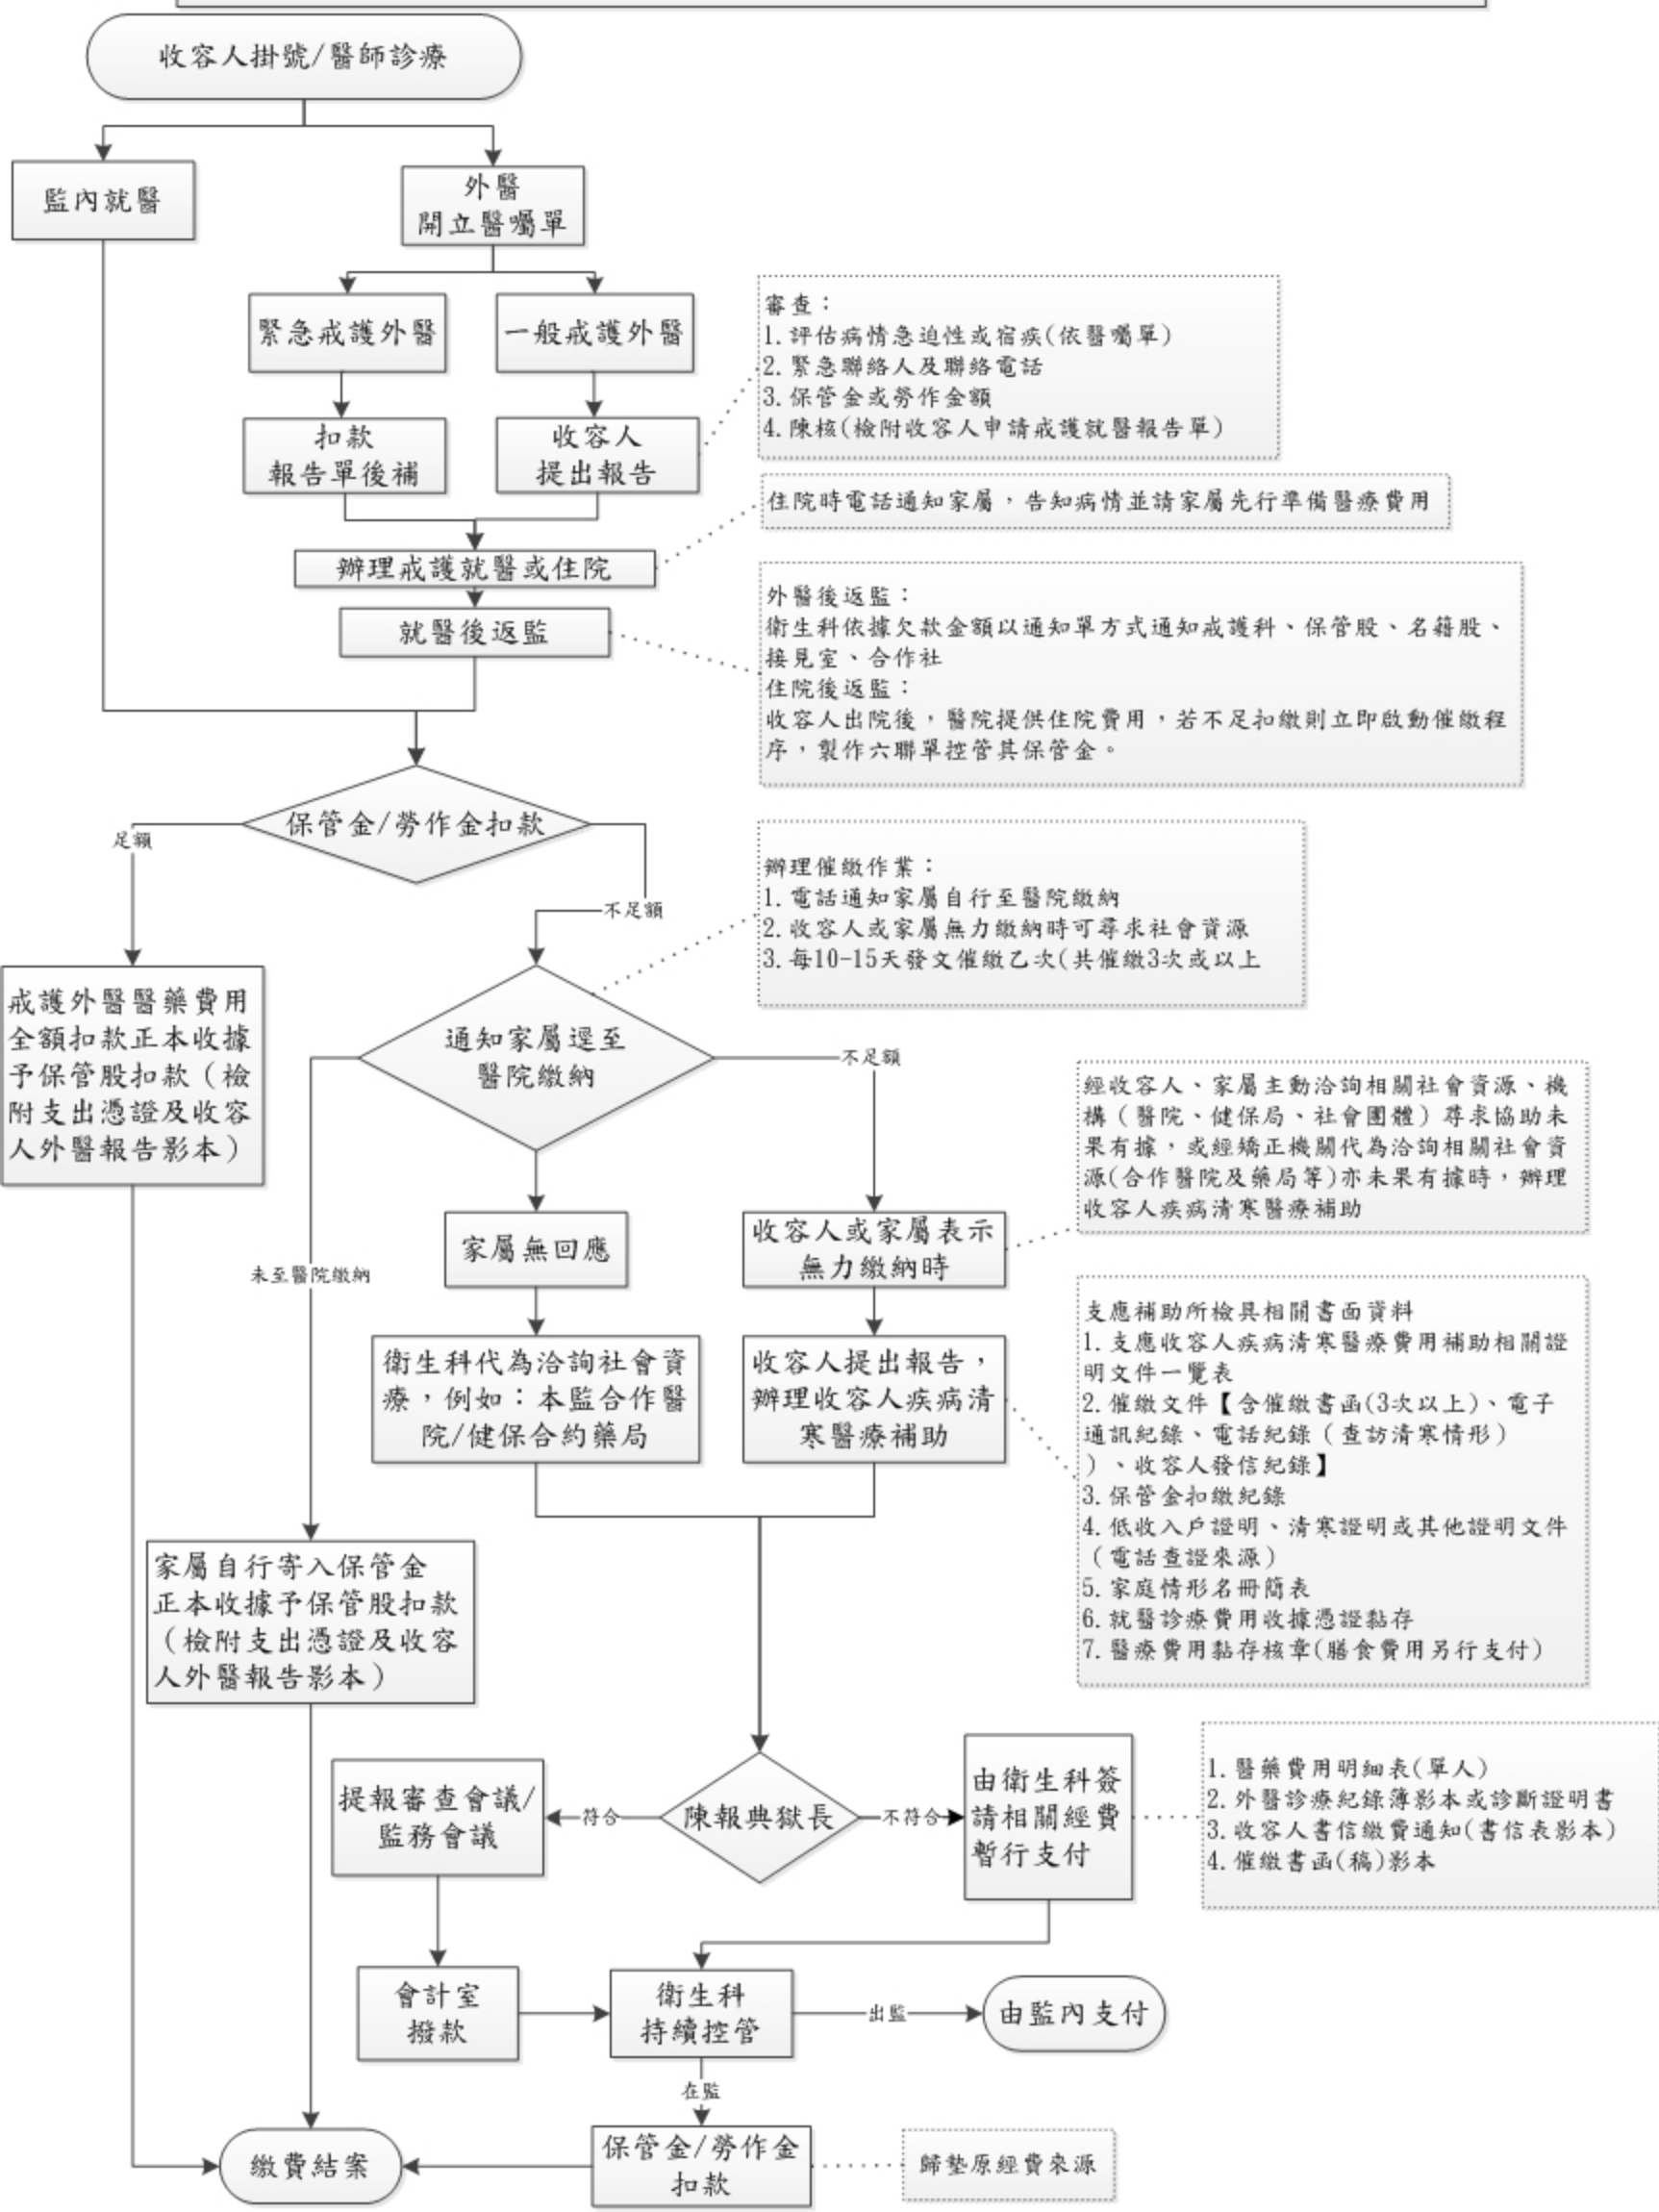 收容人掛號/醫師診療
監內就醫
外醫
開立醫囑單
緊急戒護外醫
一般戒護外醫
審查：
1. 評估病情急迫性或宿疾(依醫囑單)
2. 緊急聯絡人及聯絡電話
3. 保管金或勞作金額
4. 陳核(檢附收容人申請戒護就醫報告單)
扣款
報告單後補
收容人
提出報告
住院時電話通知家屬，告知病情並請家屬先行準備醫療費用
辦理戒護就醫或住院
就醫後返監
外醫後返監：
衛生科依據欠款金額以通知單方式通知戒護科、保管股、名籍股、
接見室、合作社
住院後返監：
收容人出院後，醫院提供住院費用，若不足扣繳則立即啟動催繳程
序，製作六聯單控管其保管金。
保管金/勞作金扣款
足額
不足額
辦理催繳作業：
1. 電話通知家屬自行至醫院繳納
2. 收容人或家屬無力繳納時可尋求社會資源
3. 每10-15天發文催繳乙次(共催繳3次或以上
戒護外醫醫藥費用
全額扣款正本收據
予保管股扣款（檢
附支出憑證及收容
人外醫報告影本）
通知家屬逕至
醫院繳納
不足額
經收容人、家屬主動洽詢相關社會資源、機
構（醫院、健保局、社會團體）尋求協助未
果有據，或經矯正機關代為洽詢相關社會資
源(合作醫院及藥局等)亦未果有據時，辦理
收容人疾病清寒醫療補助
家屬無回應
收容人或家屬表示
無力繳納時
未至醫院繳納
衛生科代為洽詢社會資
療，例如：本監合作醫
院/健保合約藥局
收容人提出報告，
辦理收容人疾病清
寒醫療補助
支應補助所檢具相關書面資料
1. 支應收容人疾病清寒醫療費用補助相關證
明文件一覽表
2. 催繳文件【含催繳書函(3次以上)、電子
通訊紀錄、電話紀錄（查訪清寒情形）
）、收容人發信紀錄】
3. 保管金扣繳紀錄
4. 低收入戶證明、清寒證明或其他證明文件
（電話查證來源）
5. 家庭情形名冊簡表
6. 就醫診療費用收據憑證黏存
7. 醫療費用黏存核章(膳食費用另行支付)
家屬自行寄入保管金
正本收據予保管股扣款
（檢附支出憑證及收容
人外醫報告影本）
提報審查會議/
監務會議
符合
陳報典獄長
不符合
由衛生科簽
請相關經費
暫行支付
1. 醫藥費用明細表(單人)
2. 外醫診療紀錄薄影本或診斷證明書
3. 收容人書信繳費通知(書信表影本)
4. 催繳書函(稿)影本
會計室
撥款
衛生科
持續控管
出監
由監內支付
在監
繳費結案
保管金/勞作金
扣款
歸墊原經費來源